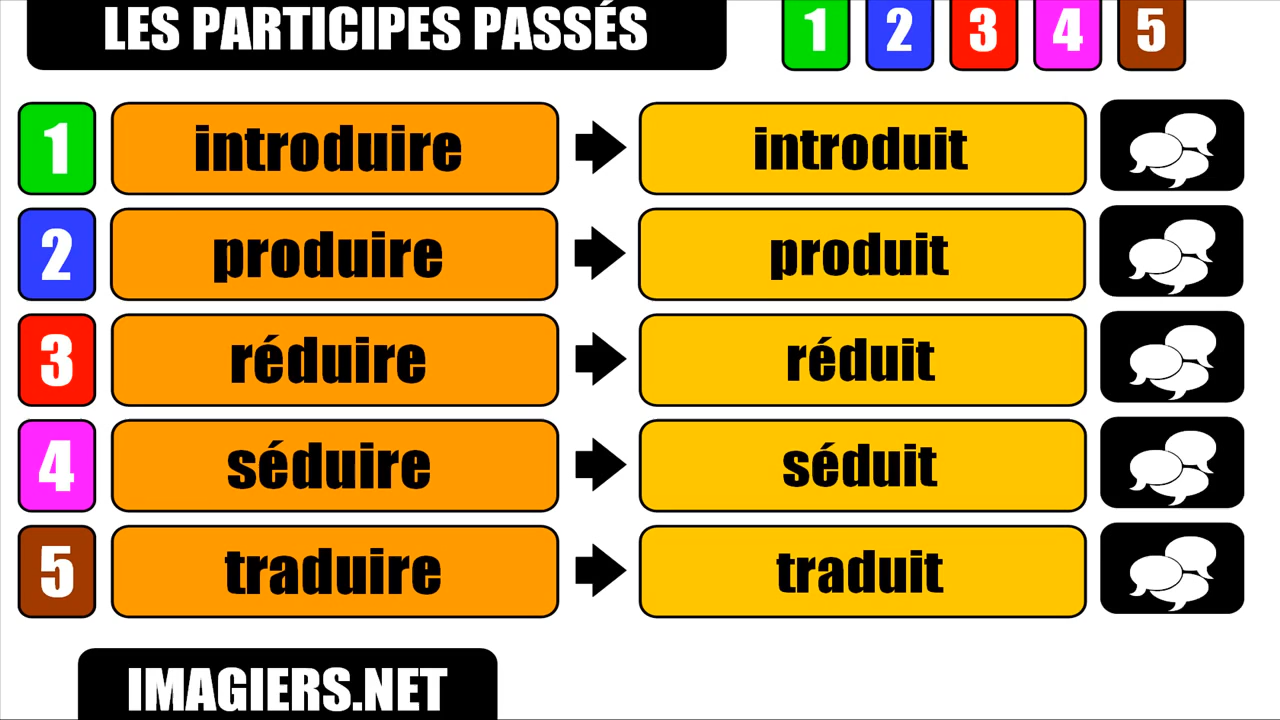 LES PARTICIPES PASSÉS 1 2 3 4 5
1 introduire introduit
2 produire produit
3 réduire réduit
4 séduire séduit
5 traduire traduit
IMAGIERS.NET